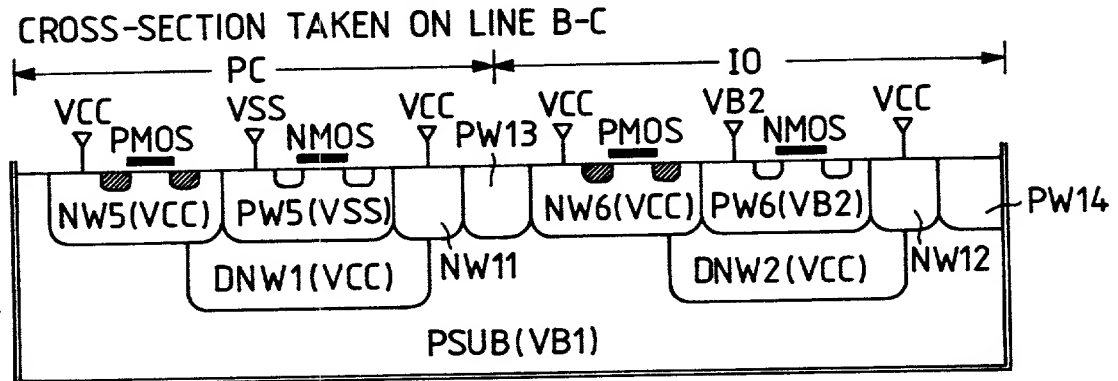 CROSS-SECTION TAKEN ON LINE B-C
PC IO
VCC VSS VCC VCC VB2 VCC
PMOS NMOS PW13 PMOS NMOS
NW5(VCC) PW5(VSS) NW6(VCC) PW6(VB2) PW14
DNW1(VCC) NW11 DNW2(VCC) NW12
PSUB(VB1)